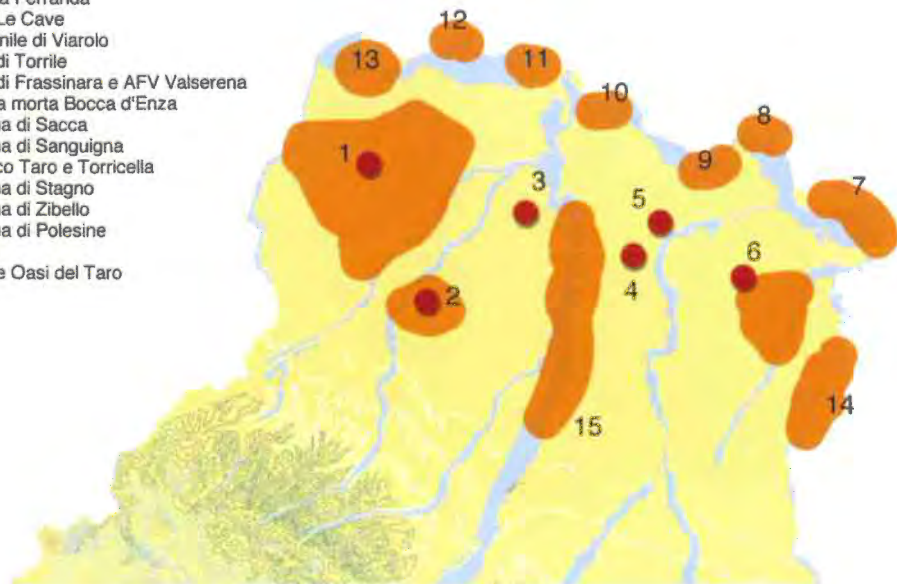 Le Cave
nile di Viarolo
di Torrile
di Frassinara e AFV Valserena
a morta Bocca d'Enza
a di Sacca
a di Sanguigna
co Taro e Torricella
a di Stagno
a di Zibello
a di Polesine
e Oasi del Taro
12
13
11
10
8
1
9
7
3
5
6
2
4
14
15